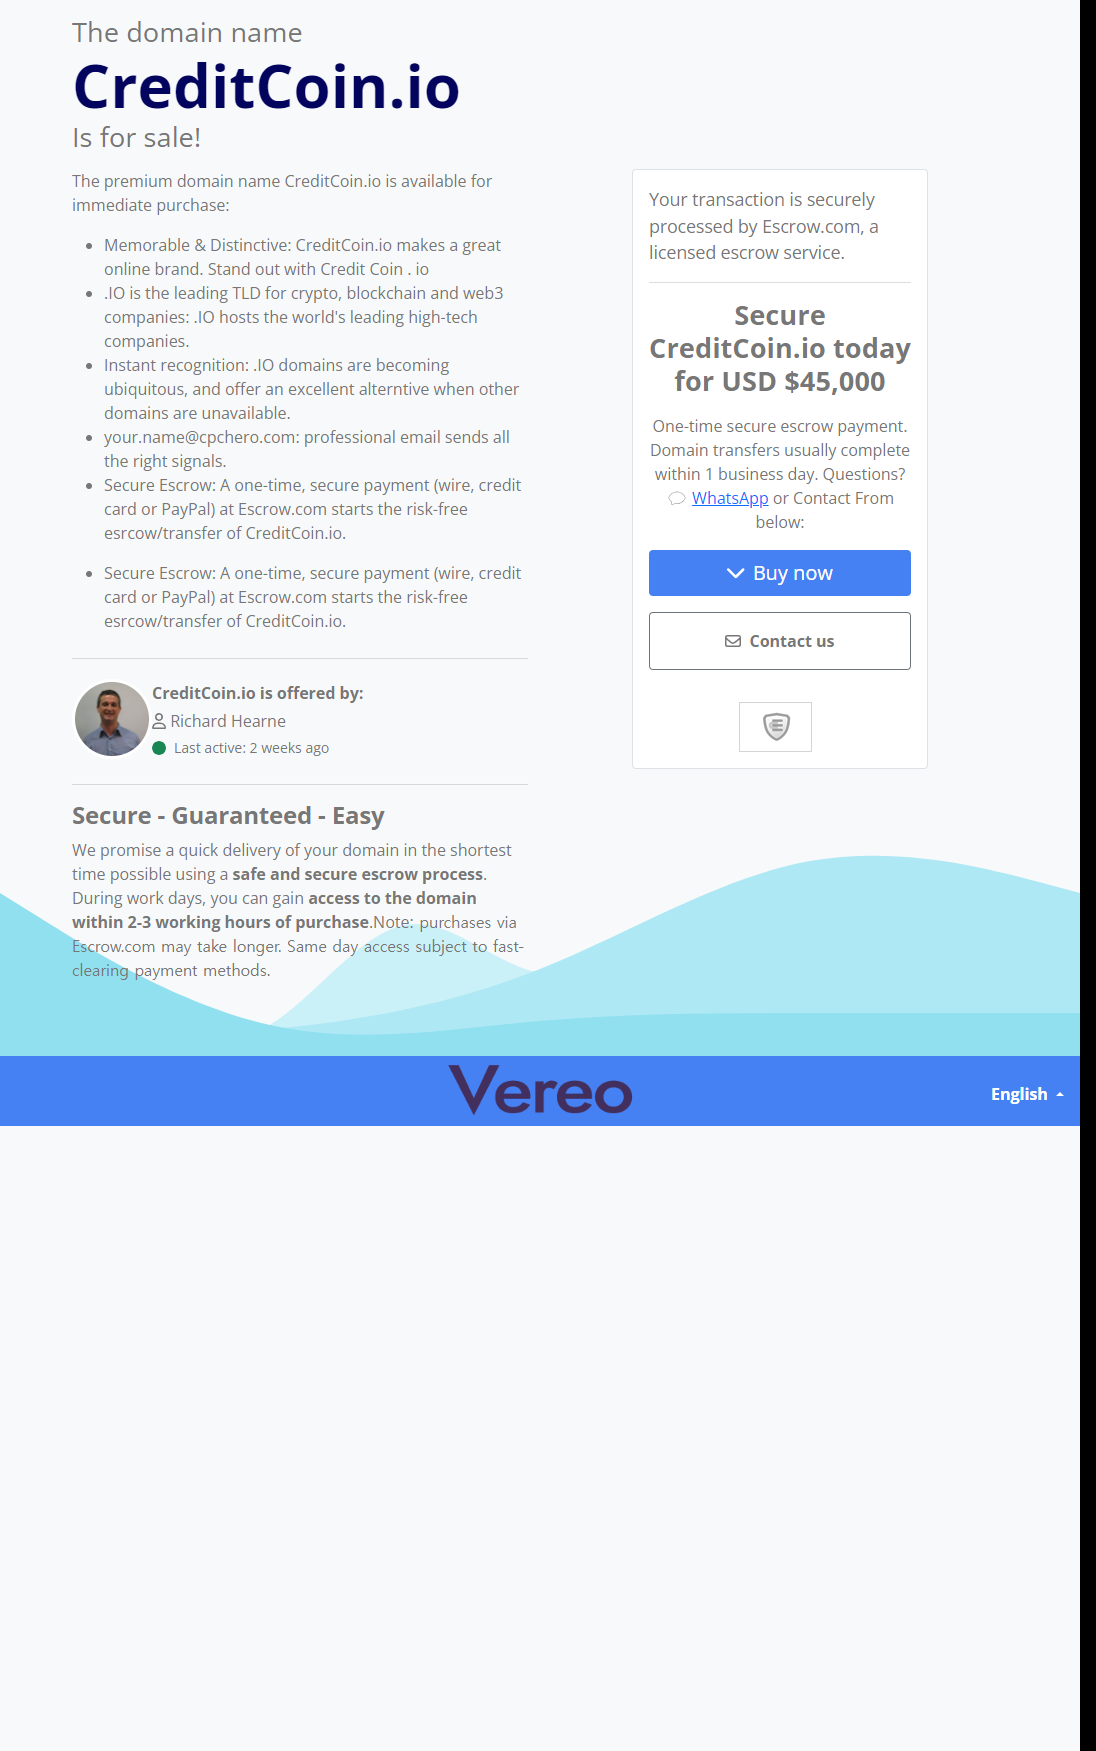 The domain name
CreditCoin.io
Is for sale!
The premium domain name CreditCoin.io is available for
immediate purchase:
Memorable & Distinctive: CreditCoin.io makes a great
online brand. Stand out with Credit Coin . io
.IO is the leading TLD for crypto, blockchain and web3
companies: .IO hosts the world's leading high-tech
companies.
Instant recognition: .IO domains are becoming
ubiquitous, and offer an excellent alterntive when other
domains are unavailable.
your.name@cpchero.com: professional email sends all
the right signals.
Secure Escrow: A one-time, secure payment (wire, credit
card or PayPal) at Escrow.com starts the risk-free
esrcow/transfer of CreditCoin.io.
Secure Escrow: A one-time, secure payment (wire, credit
card or PayPal) at Escrow.com starts the risk-free
esrcow/transfer of CreditCoin.io.
CreditCoin.io is offered by:
Richard Hearne
Last active: 2 weeks ago
Secure - Guaranteed - Easy
We promise a quick delivery of your domain in the shortest
time possible using a safe and secure escrow process.
During work days, you can gain access to the domain
within 2-3 working hours of purchase.Note: purchases via
Escrow.com may take longer. Same day access subject to fast-
clearing payment methods.
Your transaction is securely
processed by Escrow.com, a
licensed escrow service.
Secure
CreditCoin.io today
for USD $45,000
One-time secure escrow payment.
Domain transfers usually complete
within 1 business day. Questions?
WhatsApp or Contact From
below:
Buy now
Contact us
Vereo
English